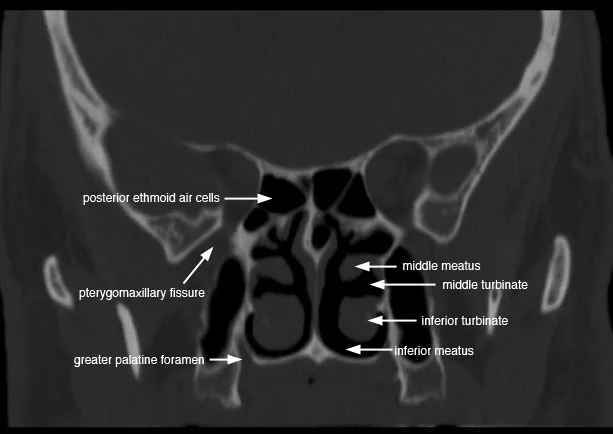 posterior ethmoid air cells
middle meatus
middle turbinate
pterygomaxillary fissure
inferior turbinate
inferior meatus
greater palatine foramen